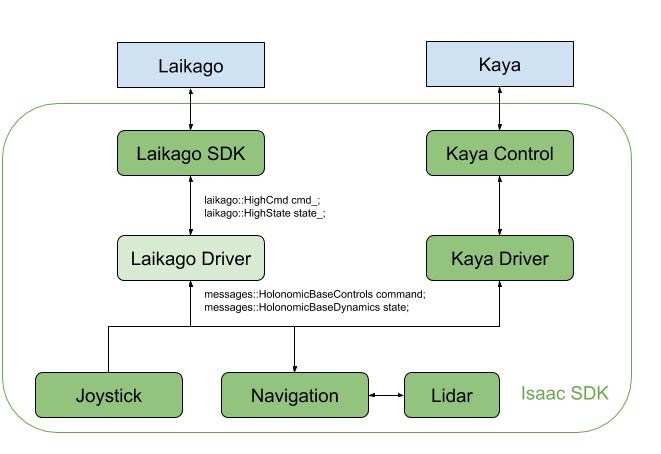 Laikago
Kaya
Laikago SDK
Kaya Control
laikago::HighCmd cmd_;
laikago::HighState state_;
Laikago Driver
Kaya Driver
messages::HolonomicBaseControls command;
messages::HolonomicBaseDynamics state;
Joystick
Navigation
Lidar
Isaac SDK